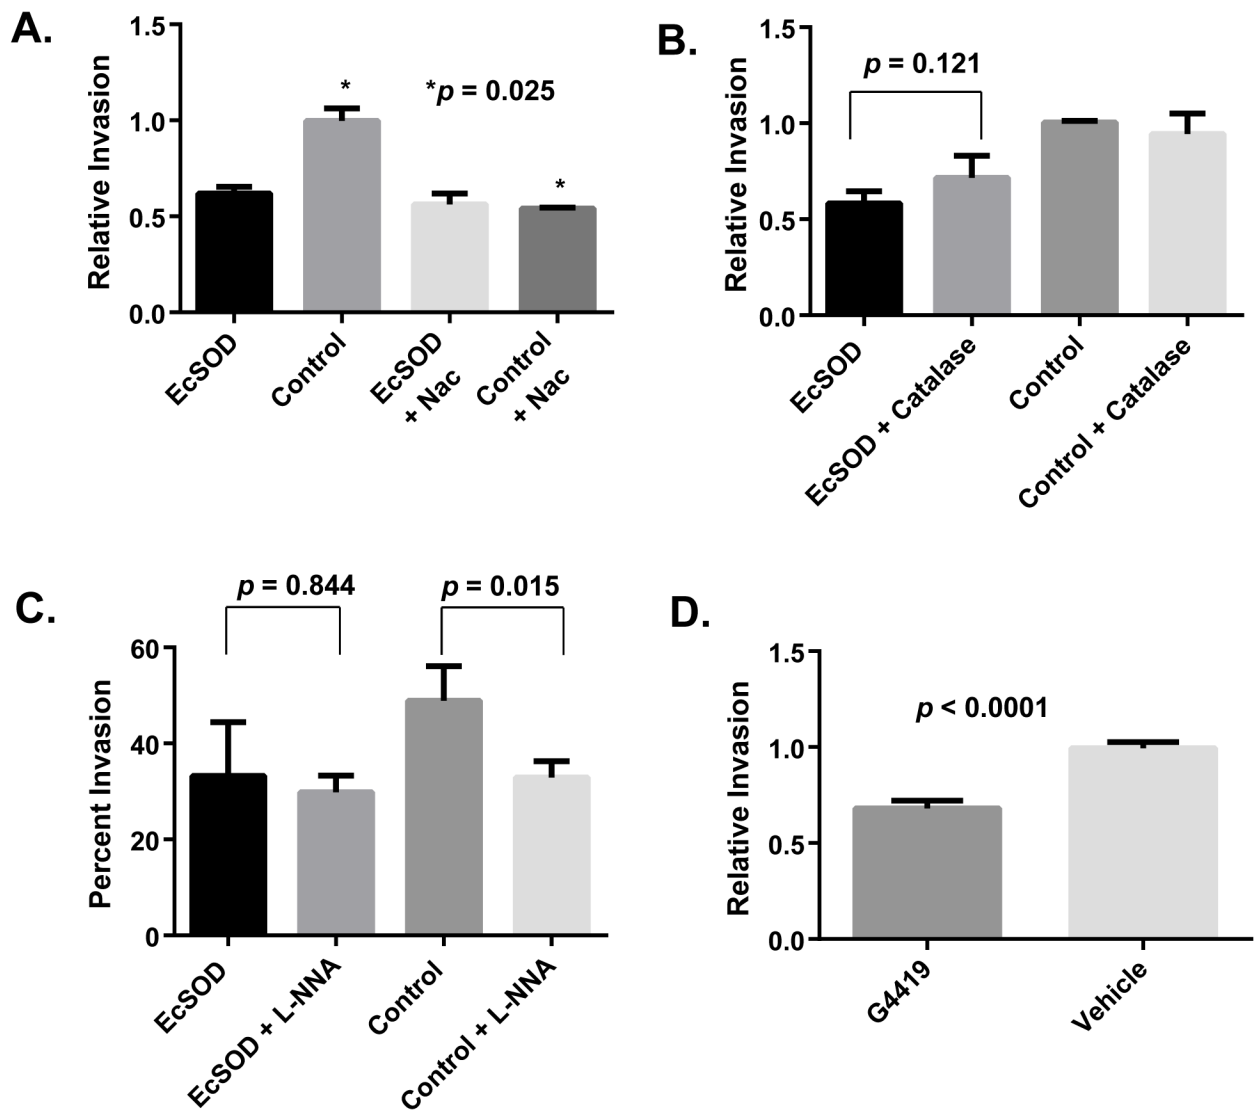 A.
Relative Invasion
1.5
1.0
0.5
0.0
*
*p = 0.025
*
EcSOD
Control
EcSOD
+ Nac
Control
+ Nac
B.
Relative Invasion
1.5
1.0
0.5
0.0
p = 0.121
EcSOD
EcSOD + Catalase
Control
Control + Catalase
C.
Percent Invasion
60
40
20
0
p = 0.844
p = 0.015
EcSOD
EcSOD + L-NNA
Control
Control + L-NNA
D.
Relative Invasion
1.5
1.0
0.5
0.0
p < 0.0001
G4419
Vehicle